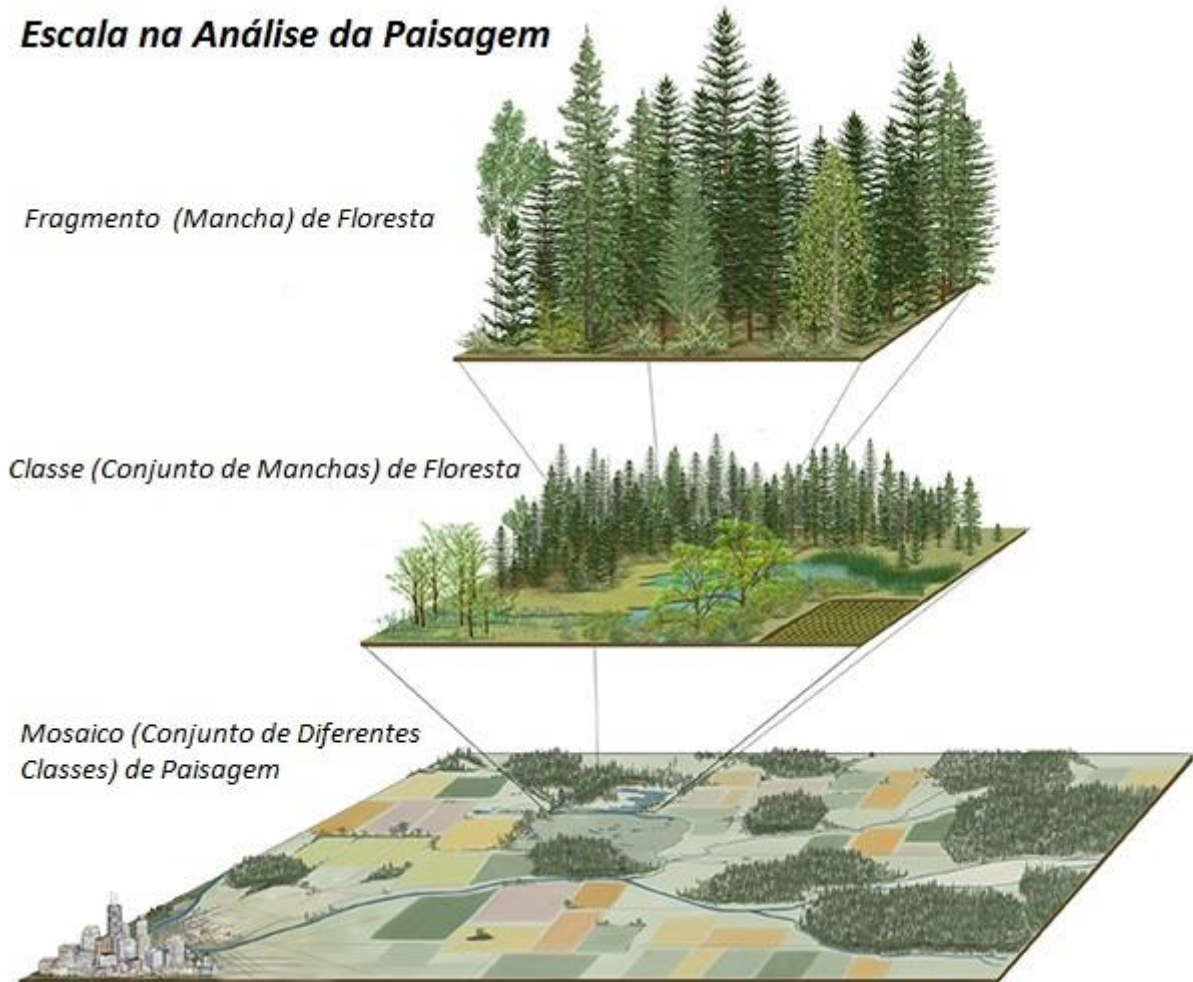 Escala na Análise da Paisagem
Fragmento (Mancha) de Floresta
Classe (Conjunto de Manchas) de Floresta
Mosaico (Conjunto de Diferentes
Classes) de Paisagem